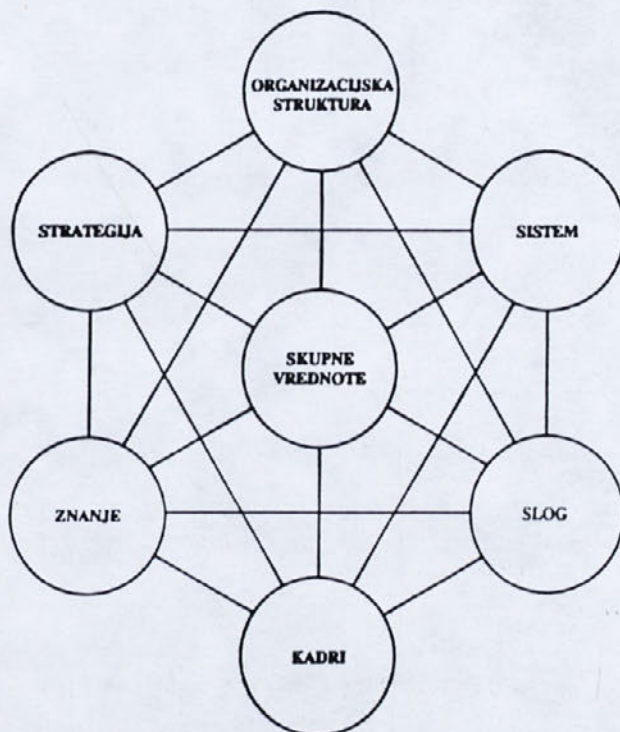 ORGANIZACIJSKA
STRUKTURA
STRATEGIJA
SISTEM
SKUPNE
VREDNOTE
ZNANJE
SLOG
KADRI